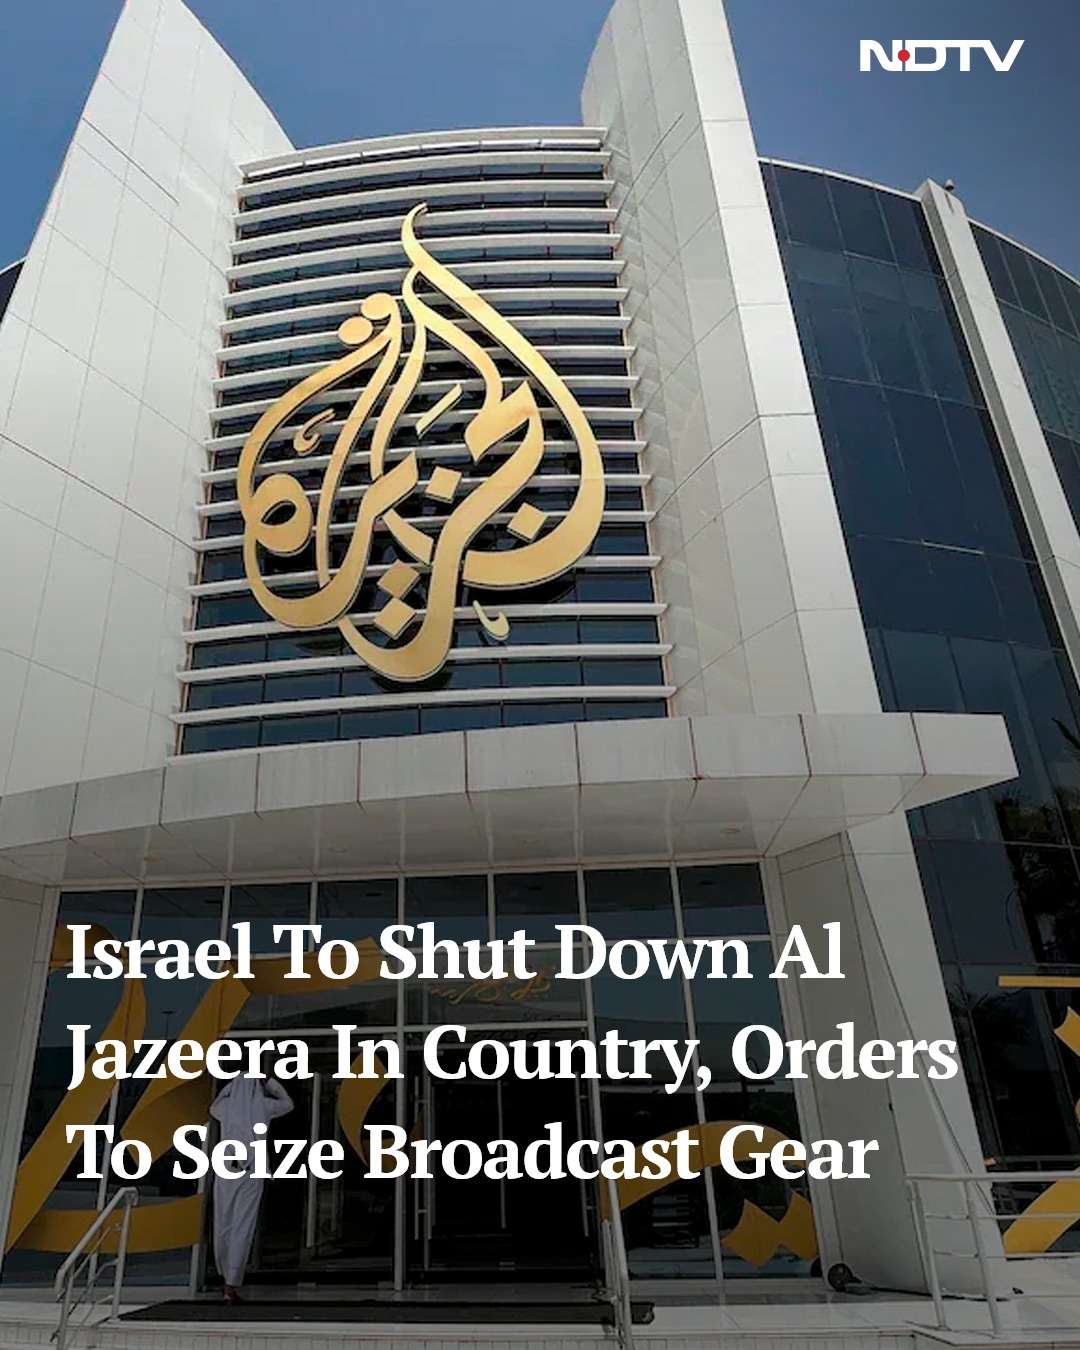 NDTV
الجزيرة
Israel To Shut Down Al
Jazeera In Country, Orders
To Seize Broadcast Gear